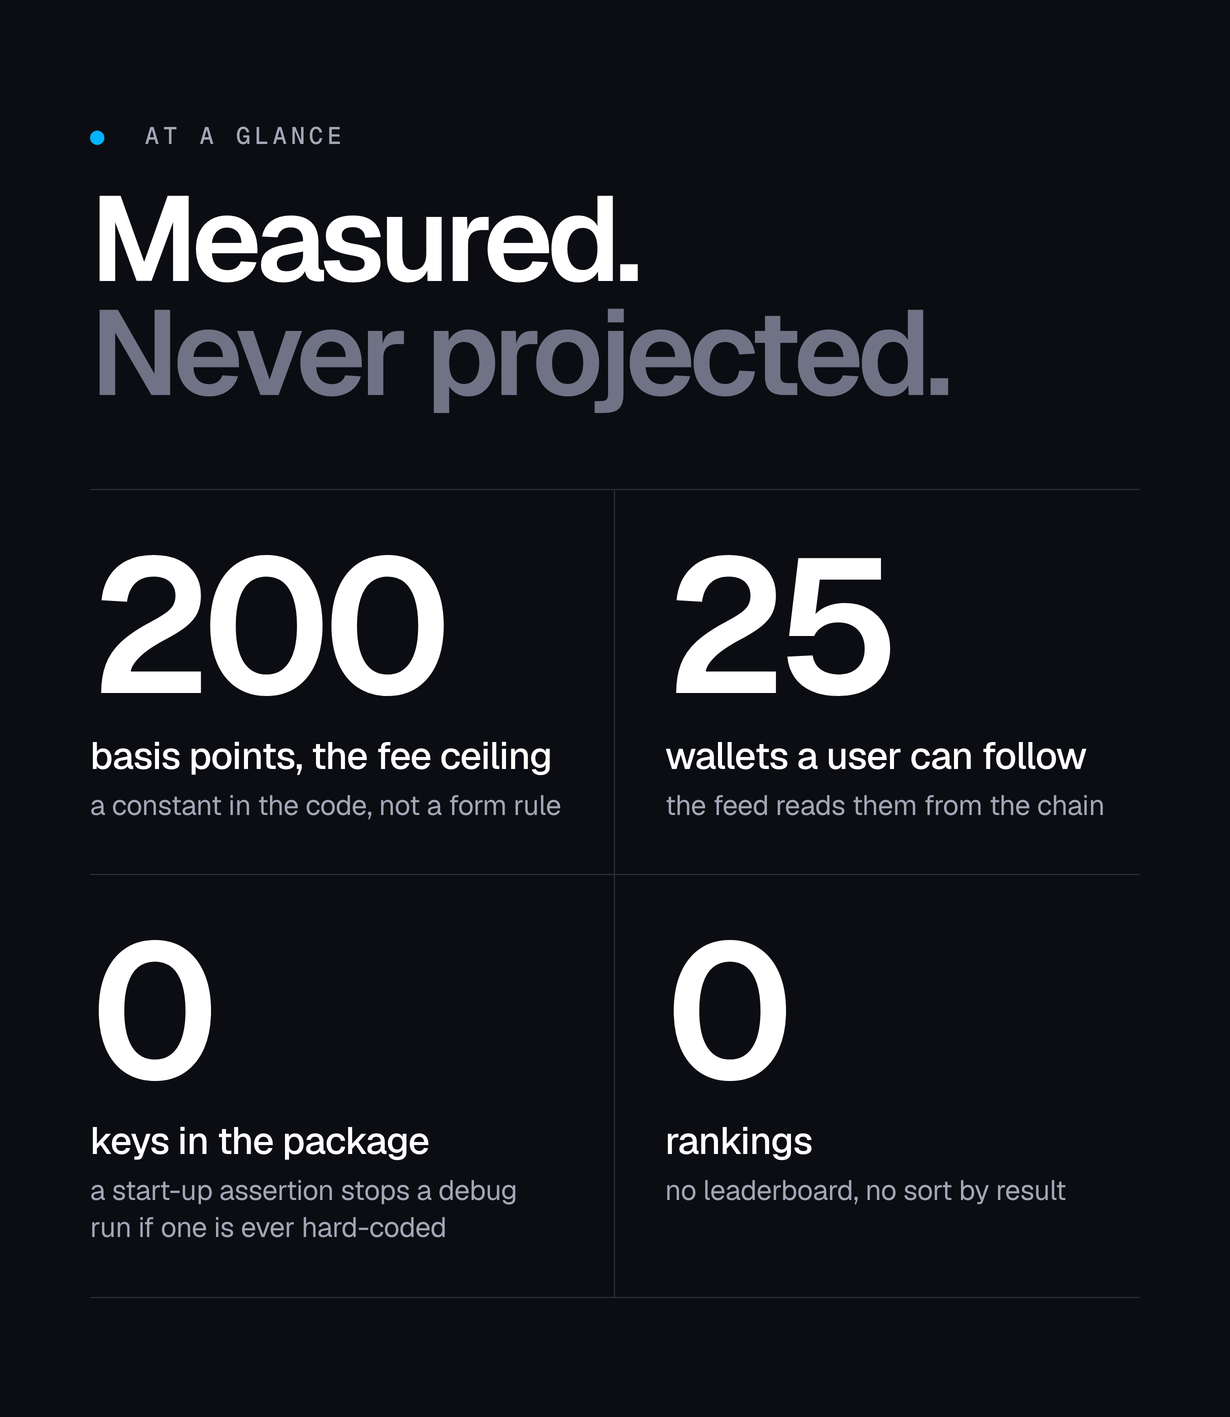 AT A GLANCE
Measured.
Never projected.
200
basis points, the fee ceiling
a constant in the code, not a form rule
25
wallets a user can follow
the feed reads them from the chain
0
keys in the package
a start-up assertion stops a debug
run if one is ever hard-coded
0
rankings
no leaderboard, no sort by result